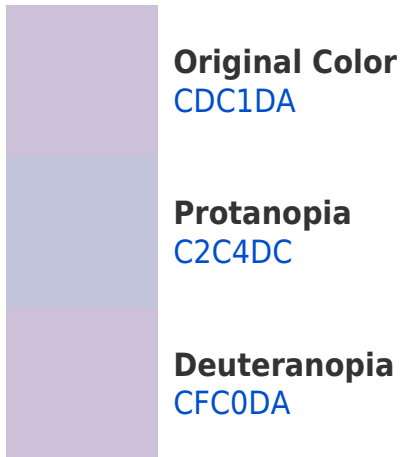 Original Color
CDC1DA
Protanopia
C2C4DC
Deuteranopia
CFC0DA